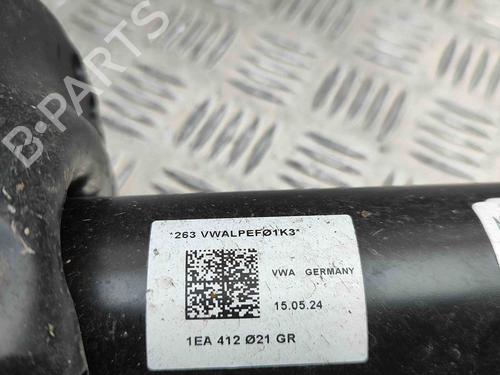 B-PARTS
*263 VWALPEFØ1K3*
VWA GERMANY
15.05.24
1EA 412 Ø21 GR